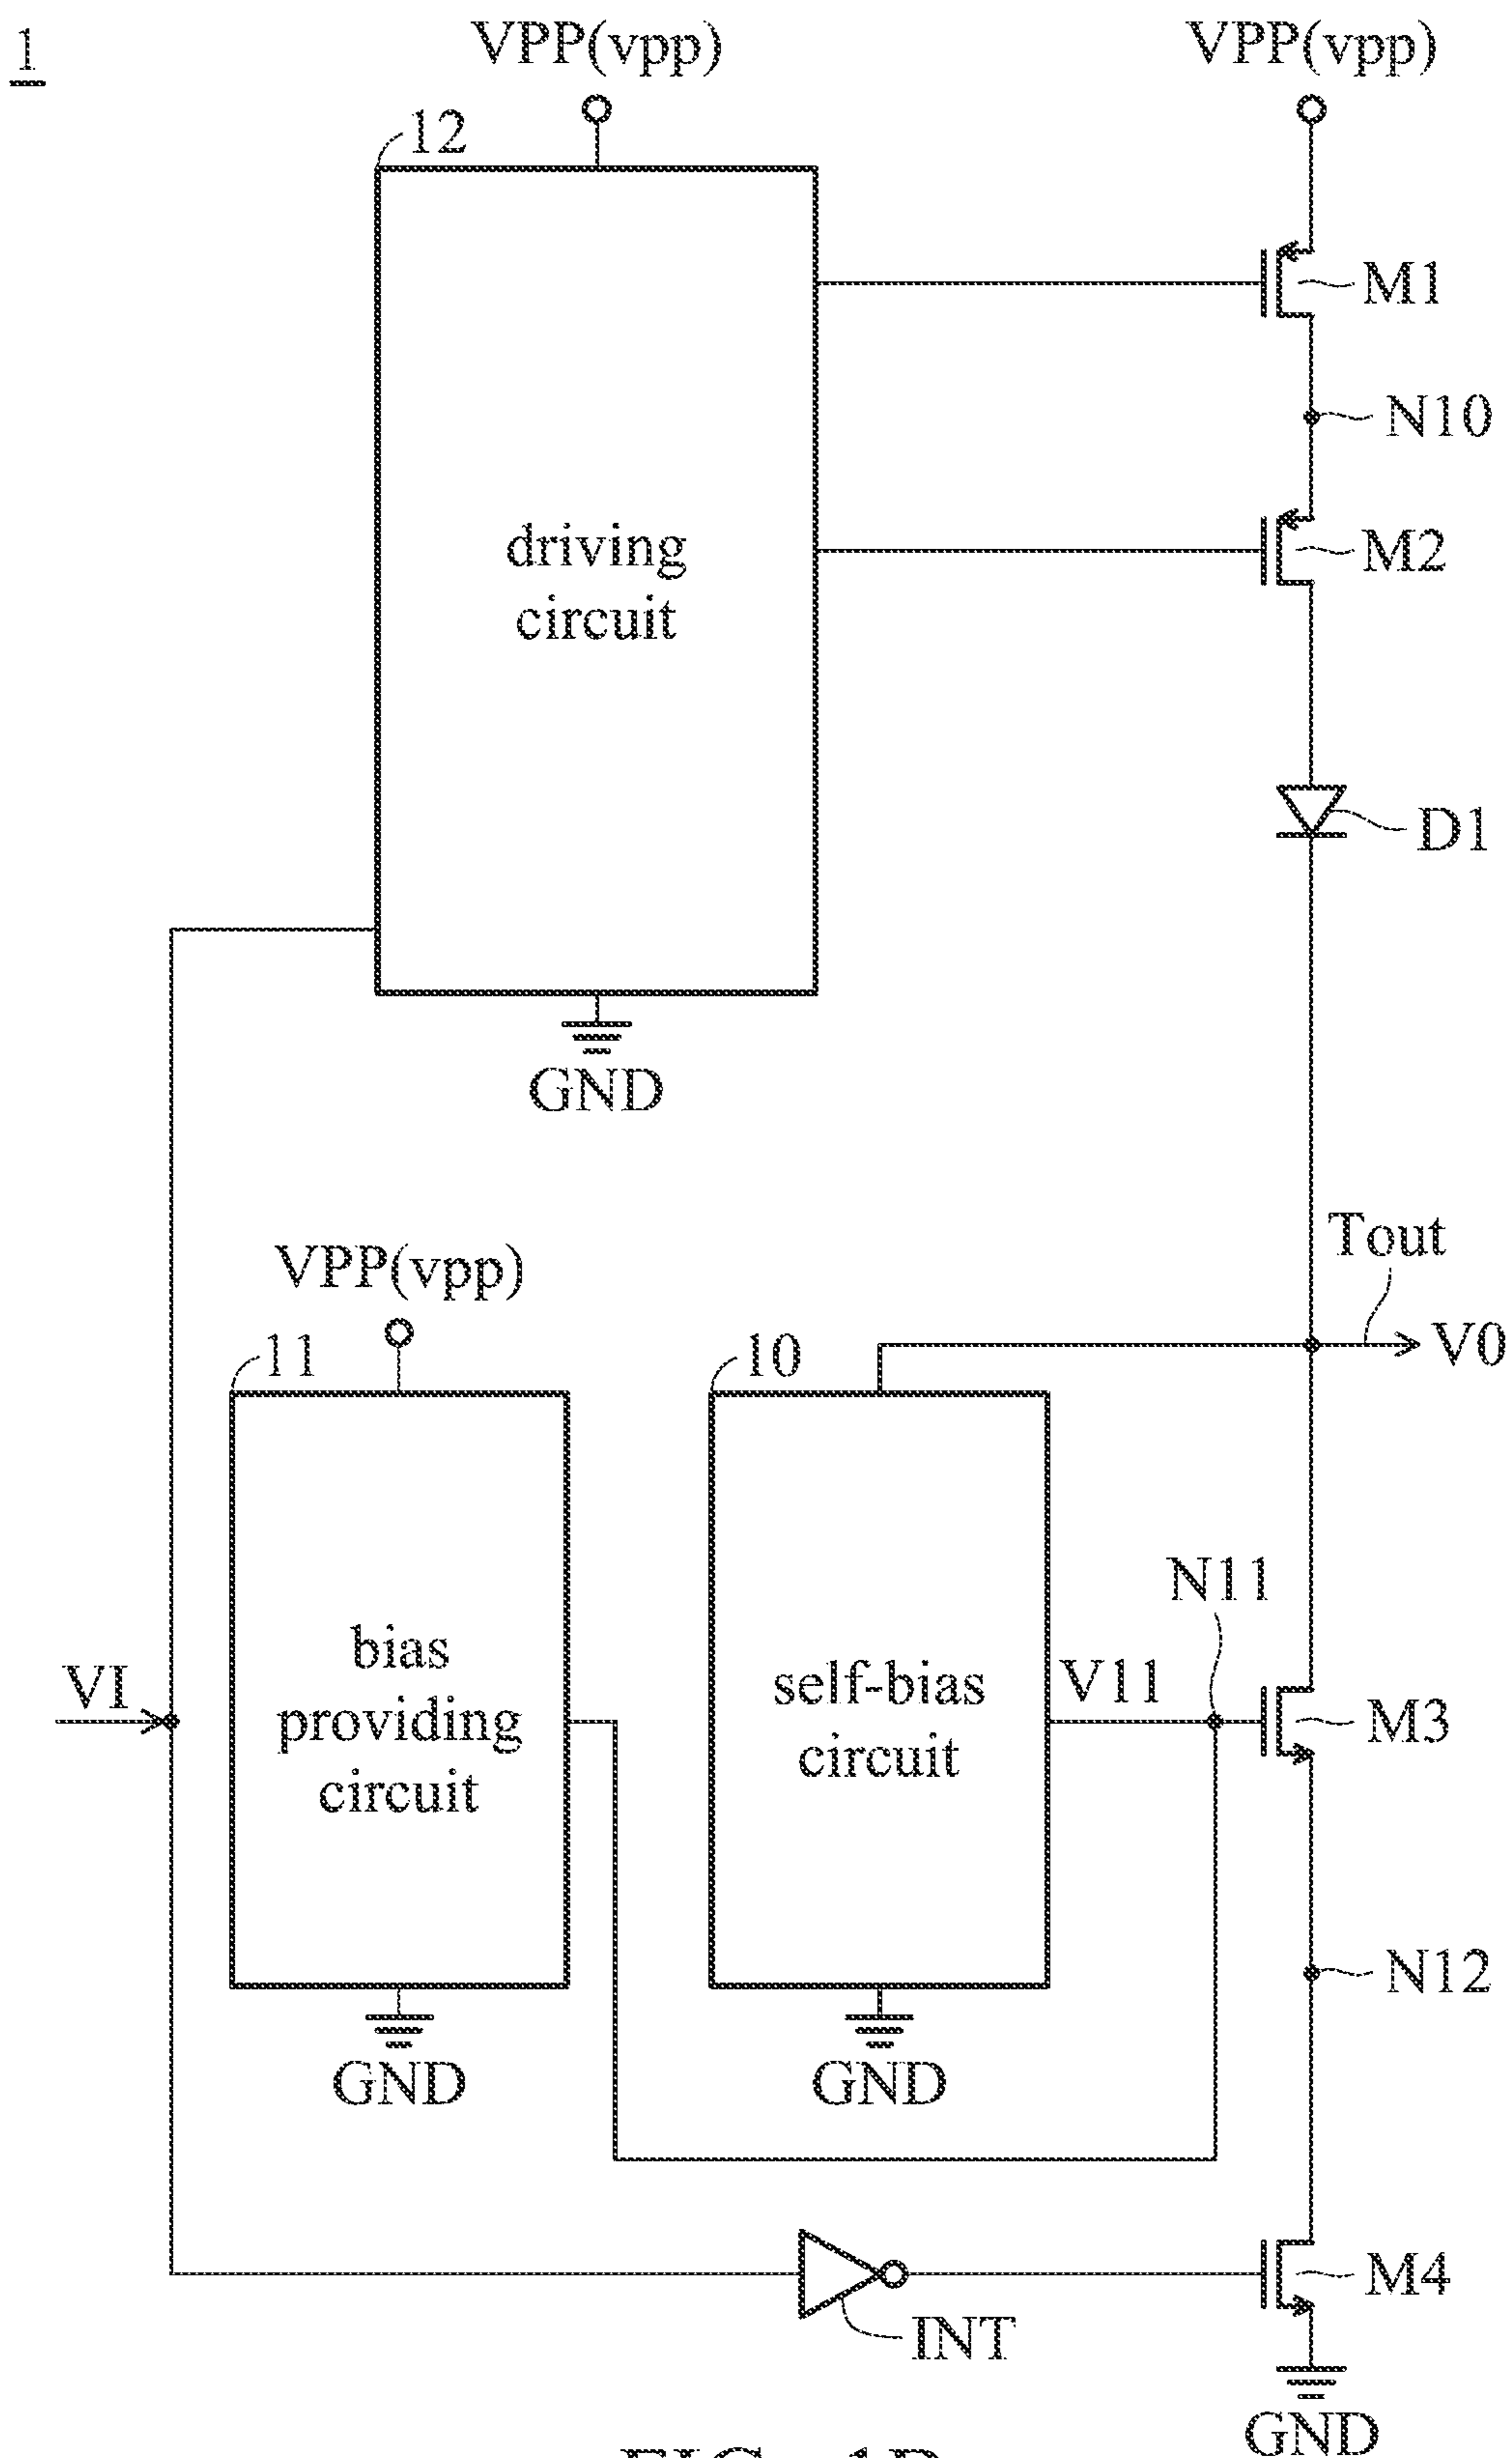 1
VPP(vpp)
VPP(vpp)
12
M1
N10
driving
circuit
M2
D1
GND
Tout
VPP(vpp)
V0
11
10
N11
bias
providing
circuit
self-bias
circuit
V11
VI
M3
N12
GND
GND
M4
INT
GND